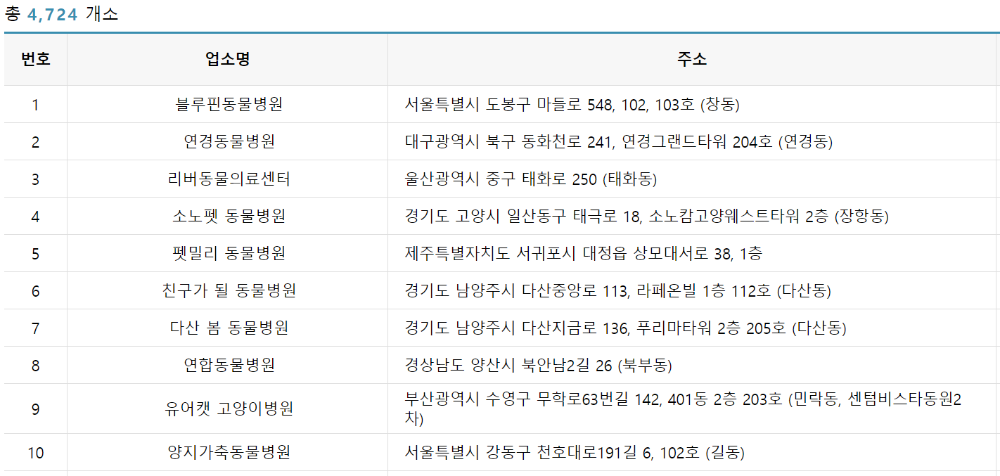 총 4,724 개소
번호 업소명 주소
1 블루핀동물병원 서울특별시 도봉구 마들로 548, 102, 103호 (창동)
2 연경동물병원 대구광역시 북구 동화천로 241, 연경그랜드타워 204호 (연경동)
3 리버동물의료센터 울산광역시 중구 태화로 250 (태화동)
4 소노펫 동물병원 경기도 고양시 일산동구 태극로 18, 소노캄고양웨스트타워 2층 (장항동)
5 펫밀리 동물병원 제주특별자치도 서귀포시 대정읍 상모대서로 38, 1층
6 친구가 될 동물병원 경기도 남양주시 다산중앙로 113, 라페온빌 1층 112호 (다산동)
7 다산 봄 동물병원 경기도 남양주시 다산지금로 136, 푸리마타워 2층 205호 (다산동)
8 연합동물병원 경상남도 양산시 북안남2길 26 (북부동)
9 유어캣 고양이병원 부산광역시 수영구 무학로63번길 142, 401동 2층 203호 (민락동, 센텀비스타동원2
차)
10 양지가축동물병원 서울특별시 강동구 천호대로191길 6, 102호 (길동)